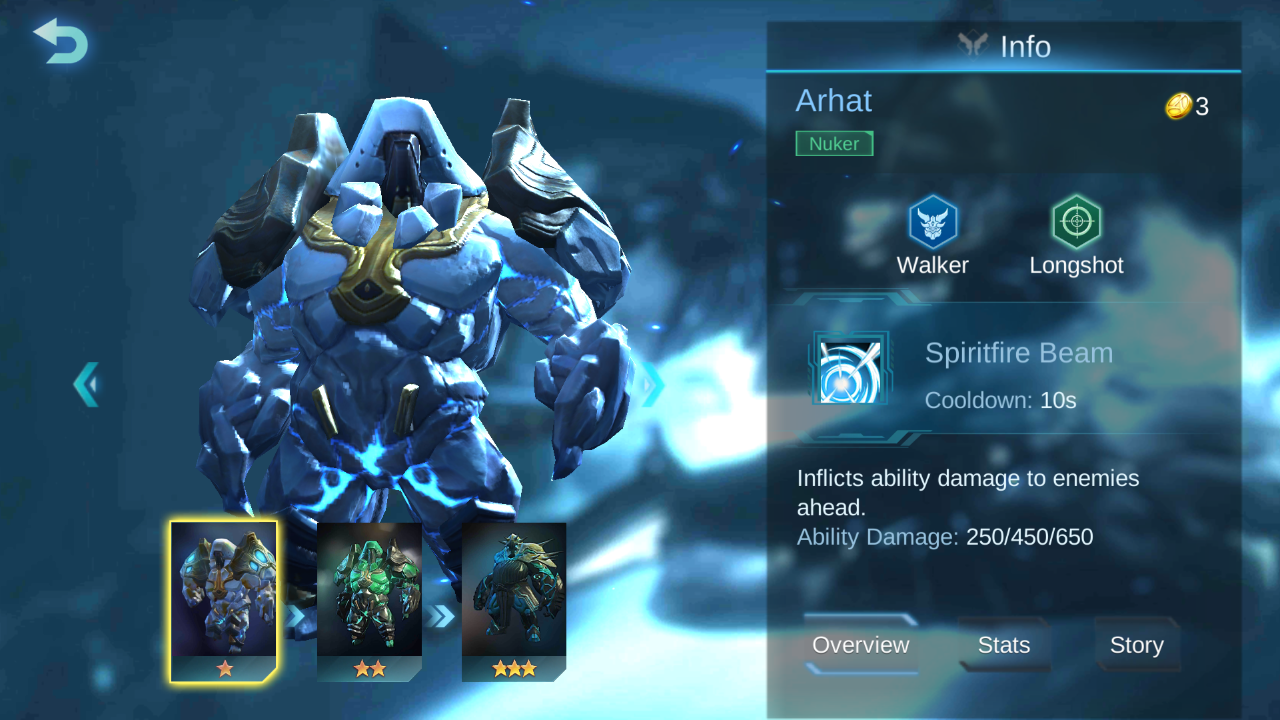 Info
Arhat
3
Nuker
Walker
Longshot
Spiritfire Beam
Cooldown: 10s
Inflicts ability damage to enemies
ahead.
Ability Damage: 250/450/650
Overview
Stats
Story